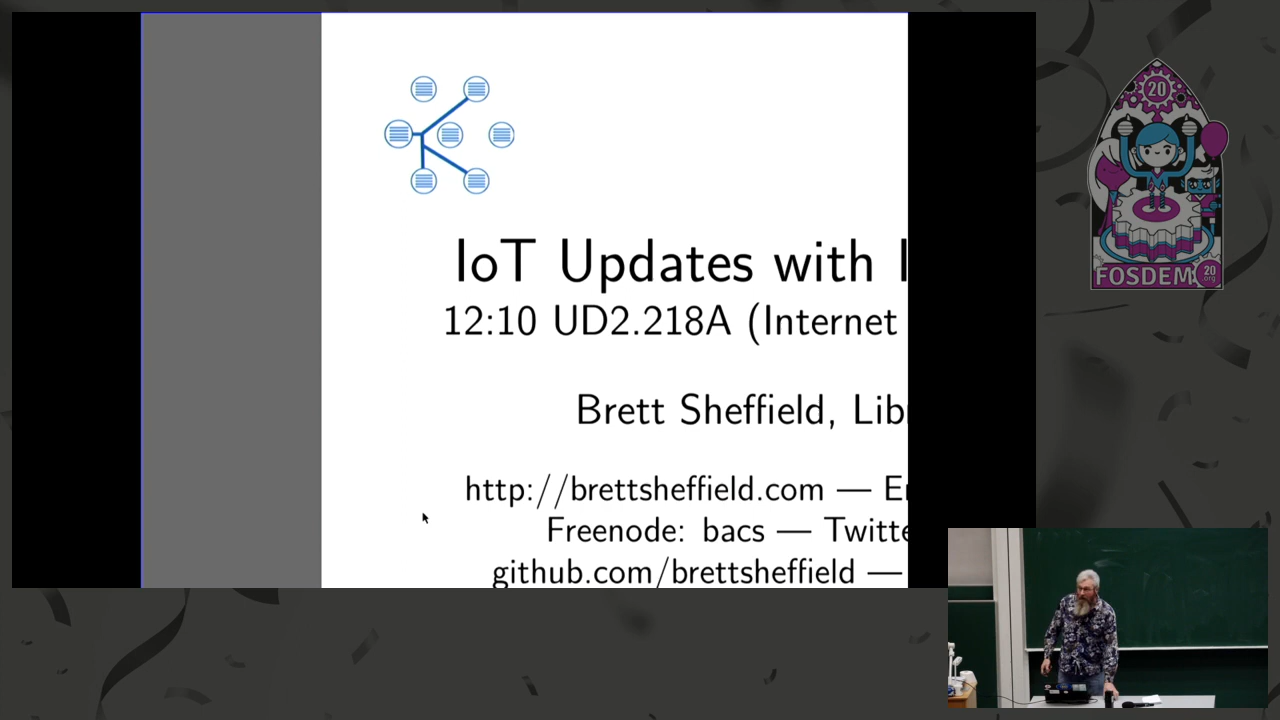 IoT Updates with
12:10 UD2.218A (Internet
Brett Sheffield, Lib
http://brettsheffield.com —
Freenode: bacs — Twitte
github.com/brettsheffield —
20
FOSDEM
20
.org